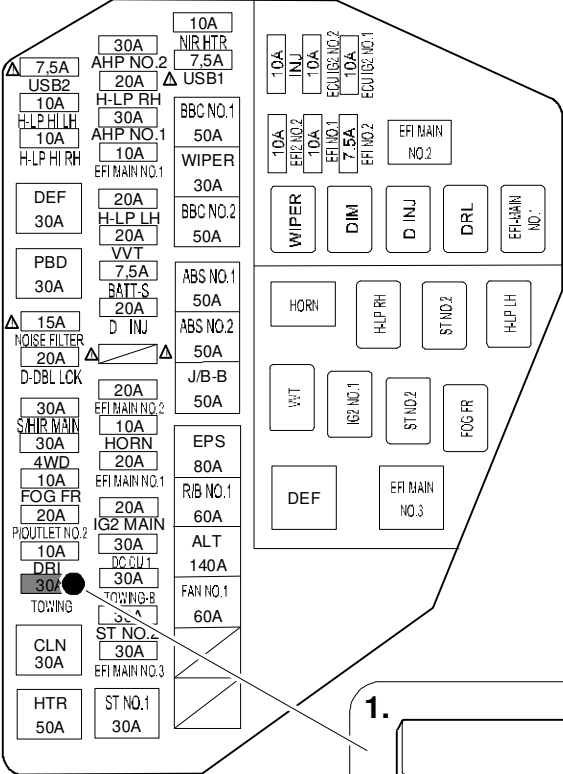 7,5A
USB2
10A
H-LP HI LH
10A
H-LP HI RH
DEF
30A
PBD
30A
15A
NOISE FILTER
20A
D-DBL LCK
30A
S/HIR MAIN
30A
4WD
10A
FOG FR
20A
P/OUTLET NO.2
10A
DRL
30A
TOWING
CLN
30A
HTR
50A
30A
AHP NO.2
20A
H-LP RH
30A
AHP NO.1
10A
EFI MAIN NO.1
20A
H-LP LH
20A
VVT
7,5A
BATT-S
20A
D INJ
20A
EFI MAIN NO.2
10A
HORN
20A
EFI MAIN NO.1
20A
IG2 MAIN
30A
DC CU 1
30A
TOWING-B
30A
ST NO.2
30A
EFI MAIN NO.3
ST NO.1
30A
10A
NIR HTR
7,5A
USB1
BBC NO.1
50A
WIPER
30A
BBC NO.2
50A
ABS NO.1
50A
ABS NO.2
50A
J/B-B
50A
EPS
80A
R/B NO.1
60A
ALT
140A
FAN NO.1
60A
10A
INJ
10A
ECU IG2 NO.2
10A
ECU IG2 NO.1
10A
EFI2 NO.2
10A
EFI NO.1
7.5A
EFI NO.2
EFI MAIN
NO.2
WIPER
DIM
D INJ
DRL
EFI-MAIN
NO.1
HORN
H-LP RH
ST NO.2
H-LP LH
VVT
IG2 NO.1
ST NO.2
FOG FR
DEF
EFI MAIN
NO.3
1.